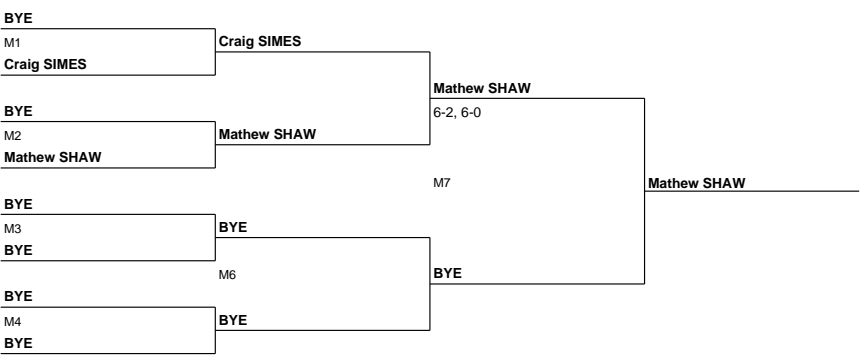 BYE
M1
Craig SIMES
Craig SIMES
Mathew SHAW
6-2, 6-0
BYE
M2
Mathew SHAW
Mathew SHAW
M7
Mathew SHAW
BYE
M3
BYE
BYE
M6
BYE
BYE
M4
BYE
BYE